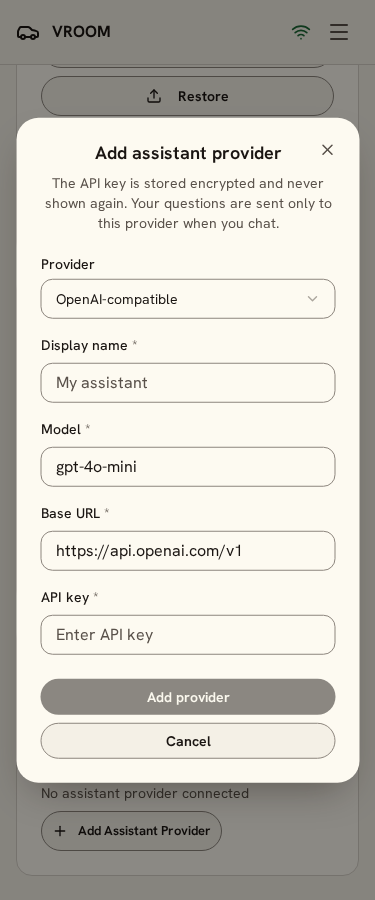 VROOM
Restore
Add assistant provider
The API key is stored encrypted and never
shown again. Your questions are sent only to
this provider when you chat.
Provider
OpenAI-compatible
Display name *
My assistant
Model *
gpt-4o-mini
Base URL *
https://api.openai.com/v1
API key *
Enter API key
Add provider
Cancel
No assistant provider connected
Add Assistant Provider